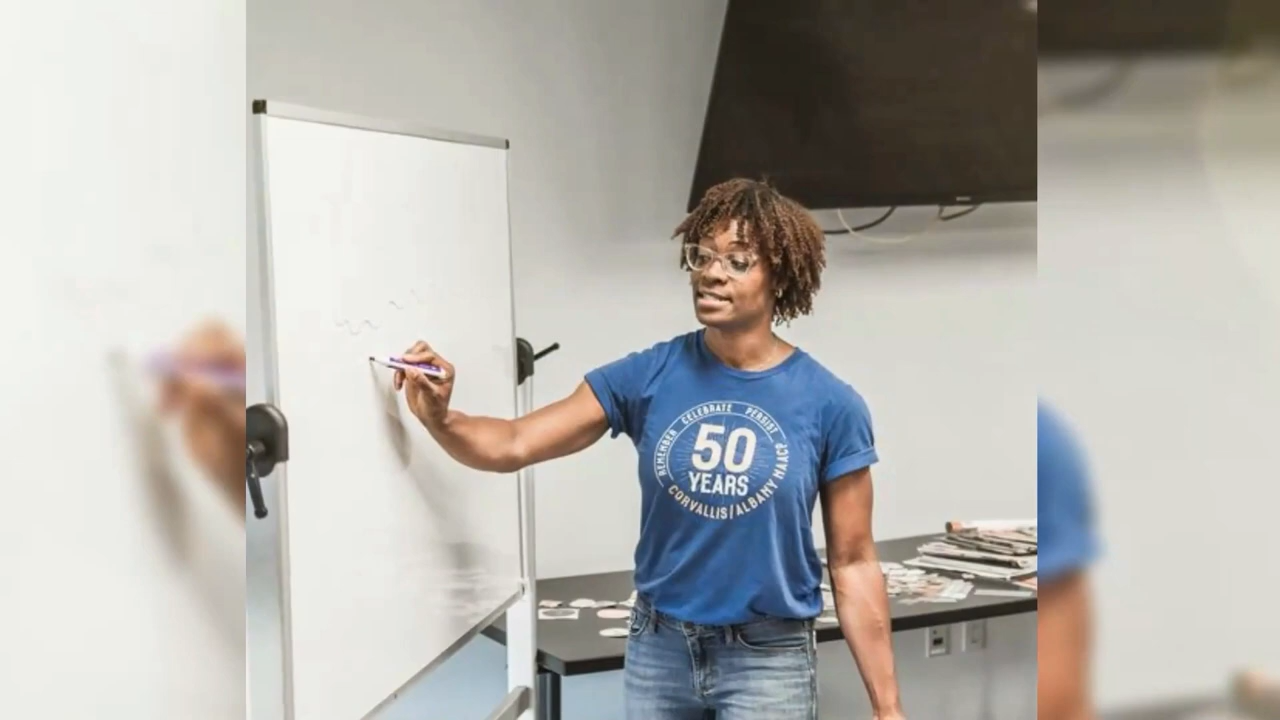 REMEMBER CELEBRATE PERSIST
50
YEARS
CORVALLIS|ALBANY NAACP